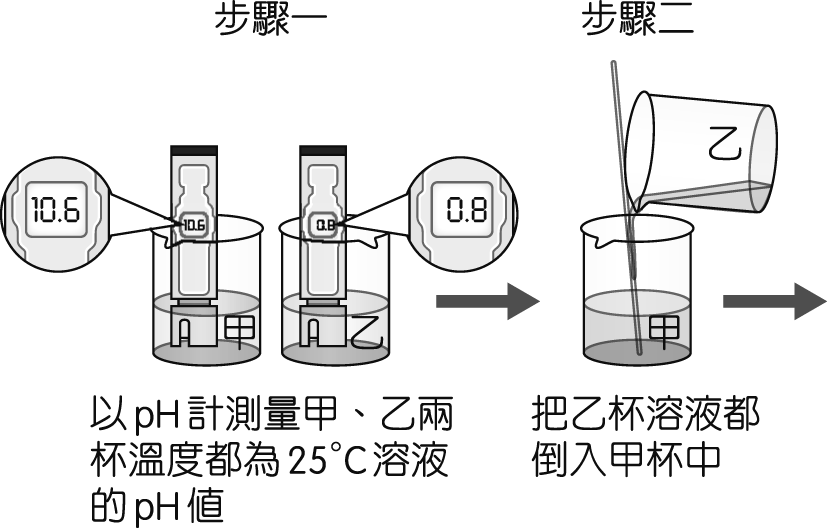 步驟一
步驟二
乙
10.6
10.6
0.8
0.8
甲
乙
甲
以pH計測量甲、乙兩
杯溫度都為25°C溶液
的pH值
把乙杯溶液都
倒入甲杯中